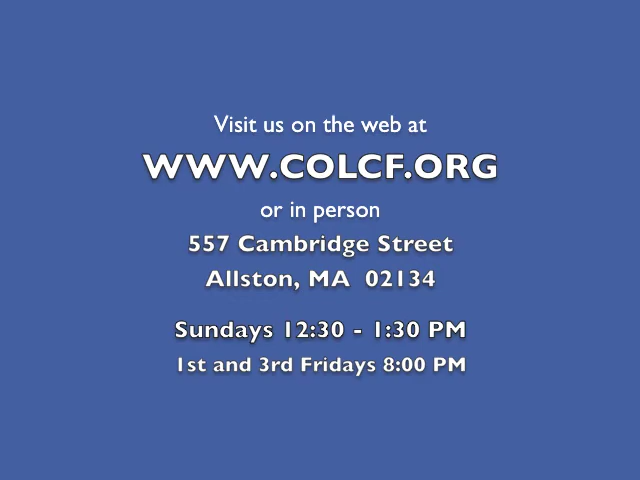 Visit us on the web at
WWW.COLCF.ORG
or in person
557 Cambridge Street
Allston, MA  02134
Sundays 12:30 - 1:30 PM
1st and 3rd Fridays 8:00 PM